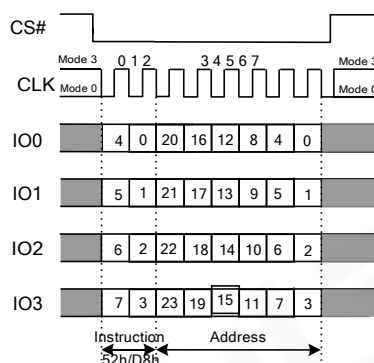 CS#
Mode 3 0 1 2 3 4 5 6 7 Mode 3
CLK Mode 0 Mode 0
IO0 4 0 20 16 12 8 4 0
IO1 5 1 21 17 13 9 5 1
IO2 6 2 22 18 14 10 6 2
IO3 7 3 23 19 15 11 7 3
Instruction Address
52h/D8h